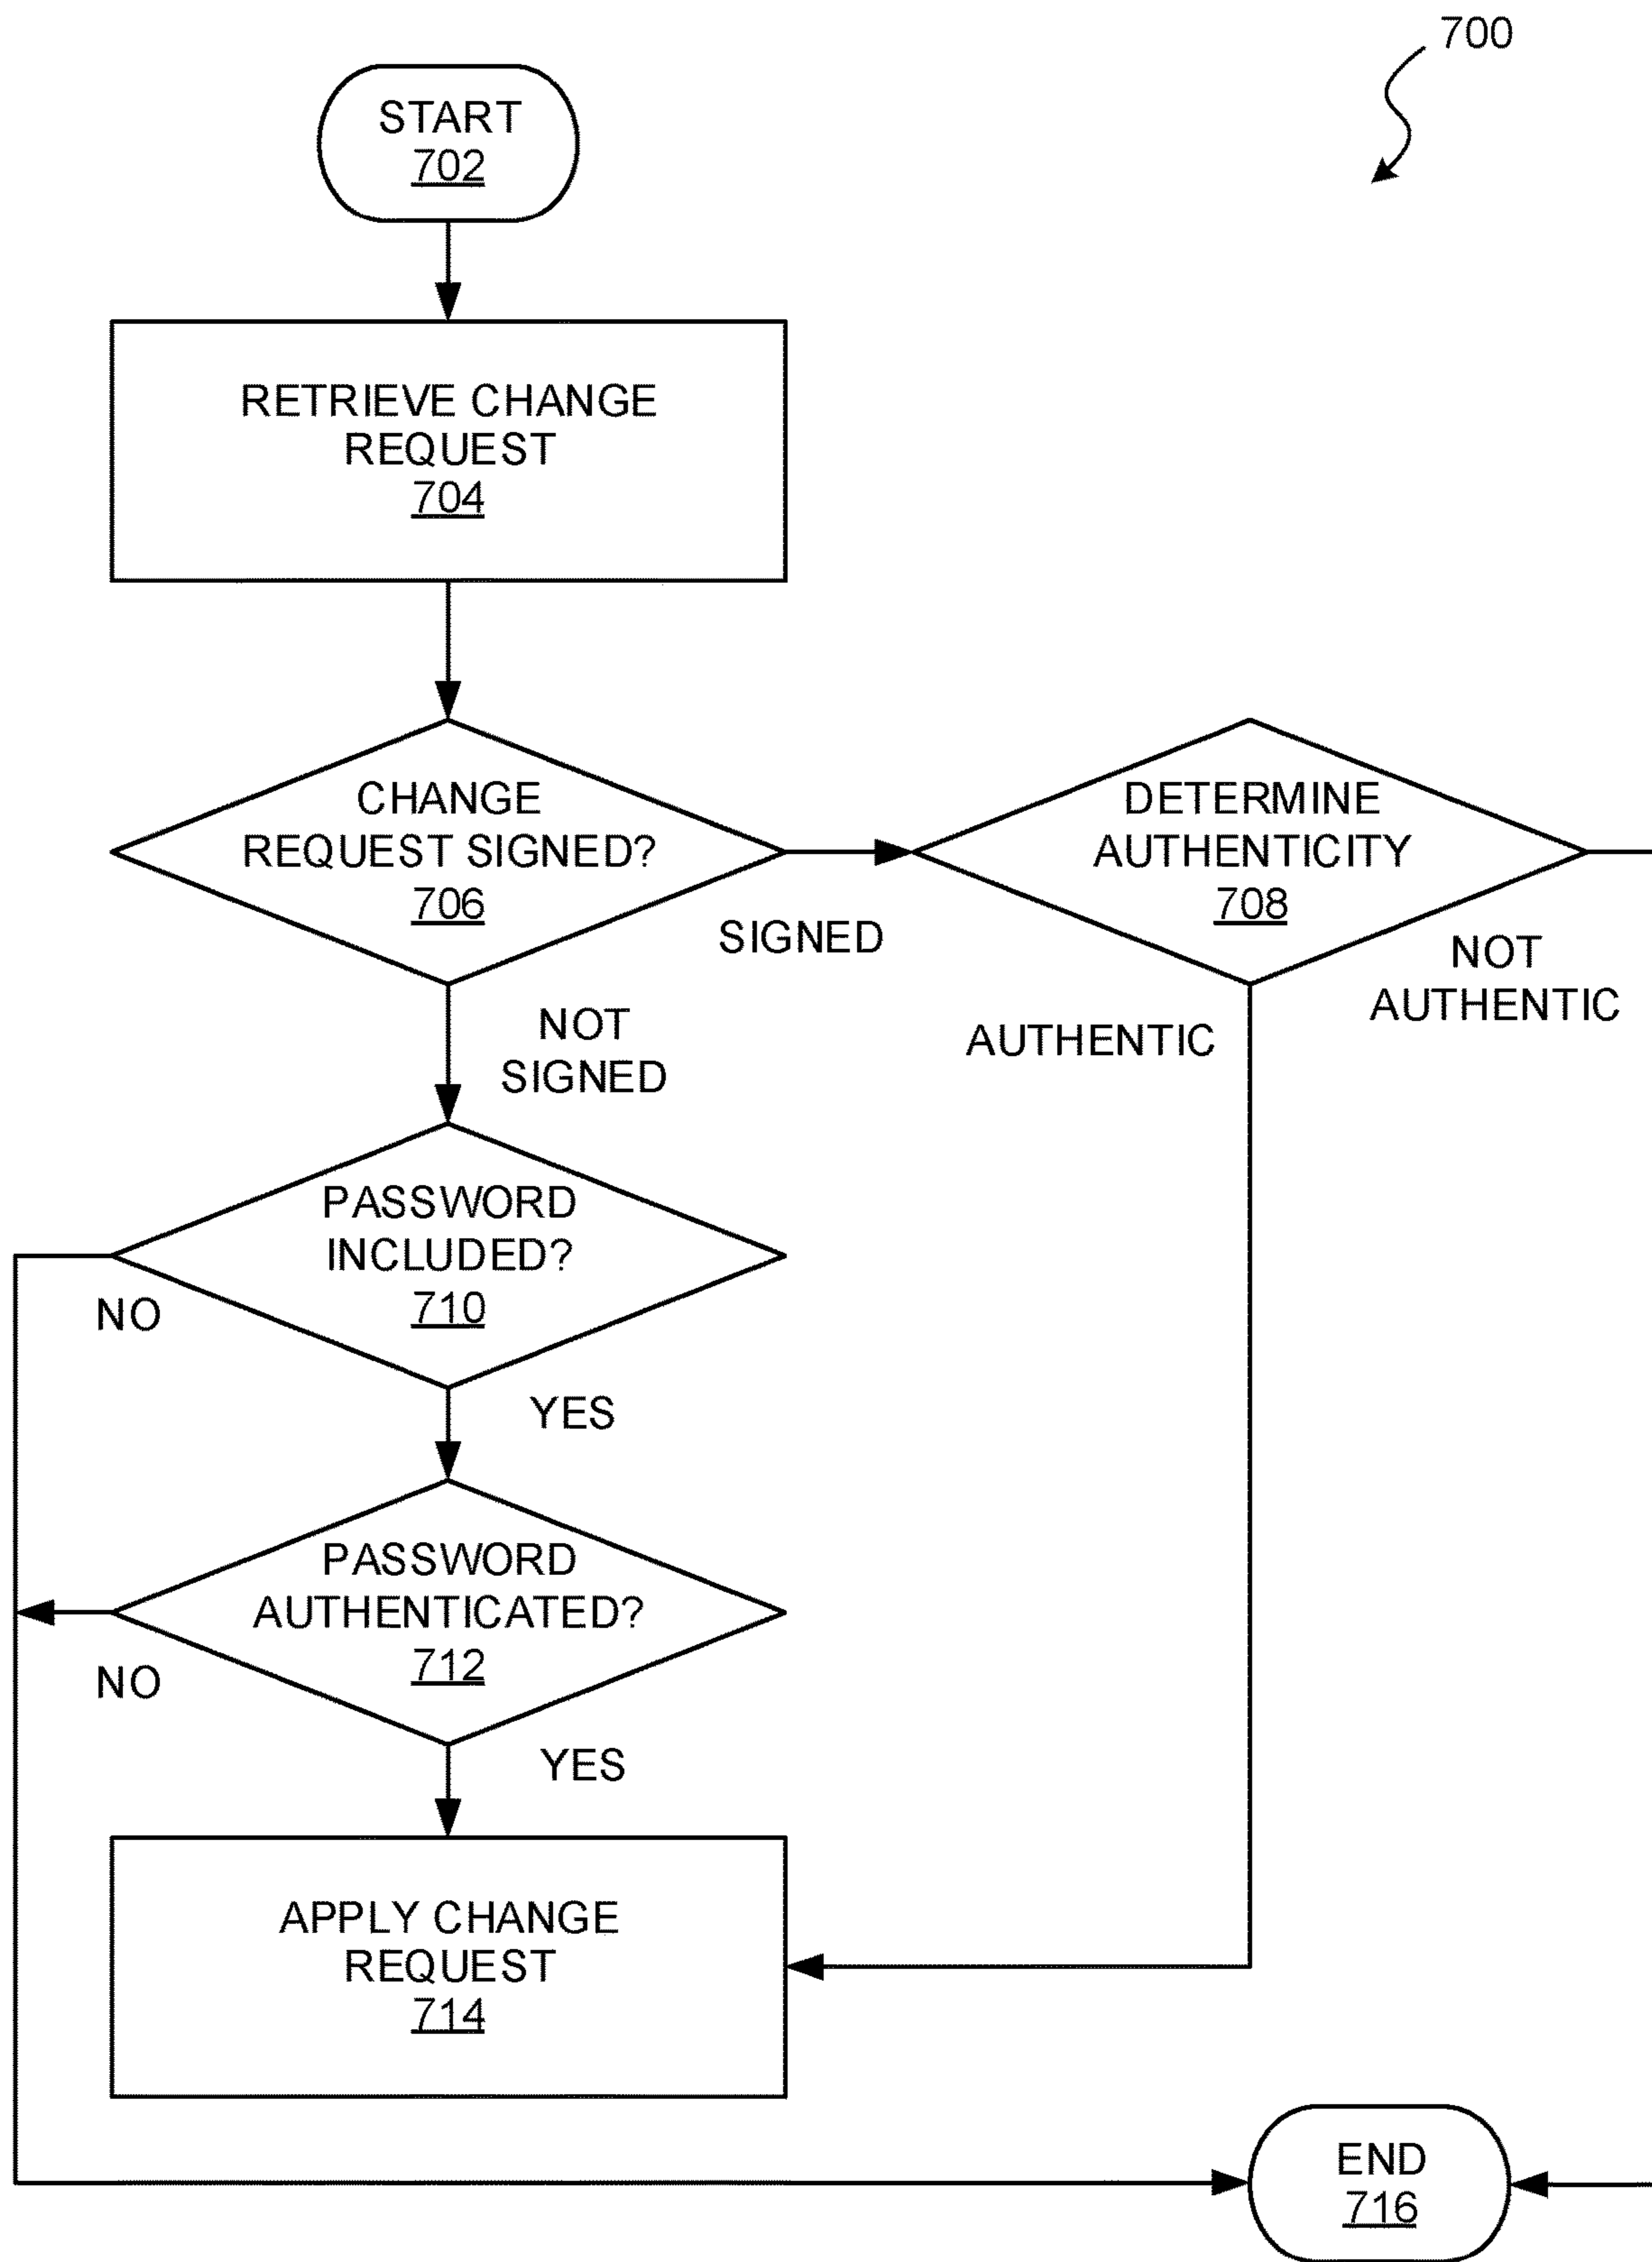 700
START
702
RETRIEVE CHANGE
REQUEST
704
CHANGE
REQUEST SIGNED?
706
SIGNED
DETERMINE
AUTHENTICITY
708
NOT
AUTHENTIC
AUTHENTIC
NOT
SIGNED
PASSWORD
INCLUDED?
710
NO
YES
PASSWORD
AUTHENTICATED?
712
NO
YES
APPLY CHANGE
REQUEST
714
END
716